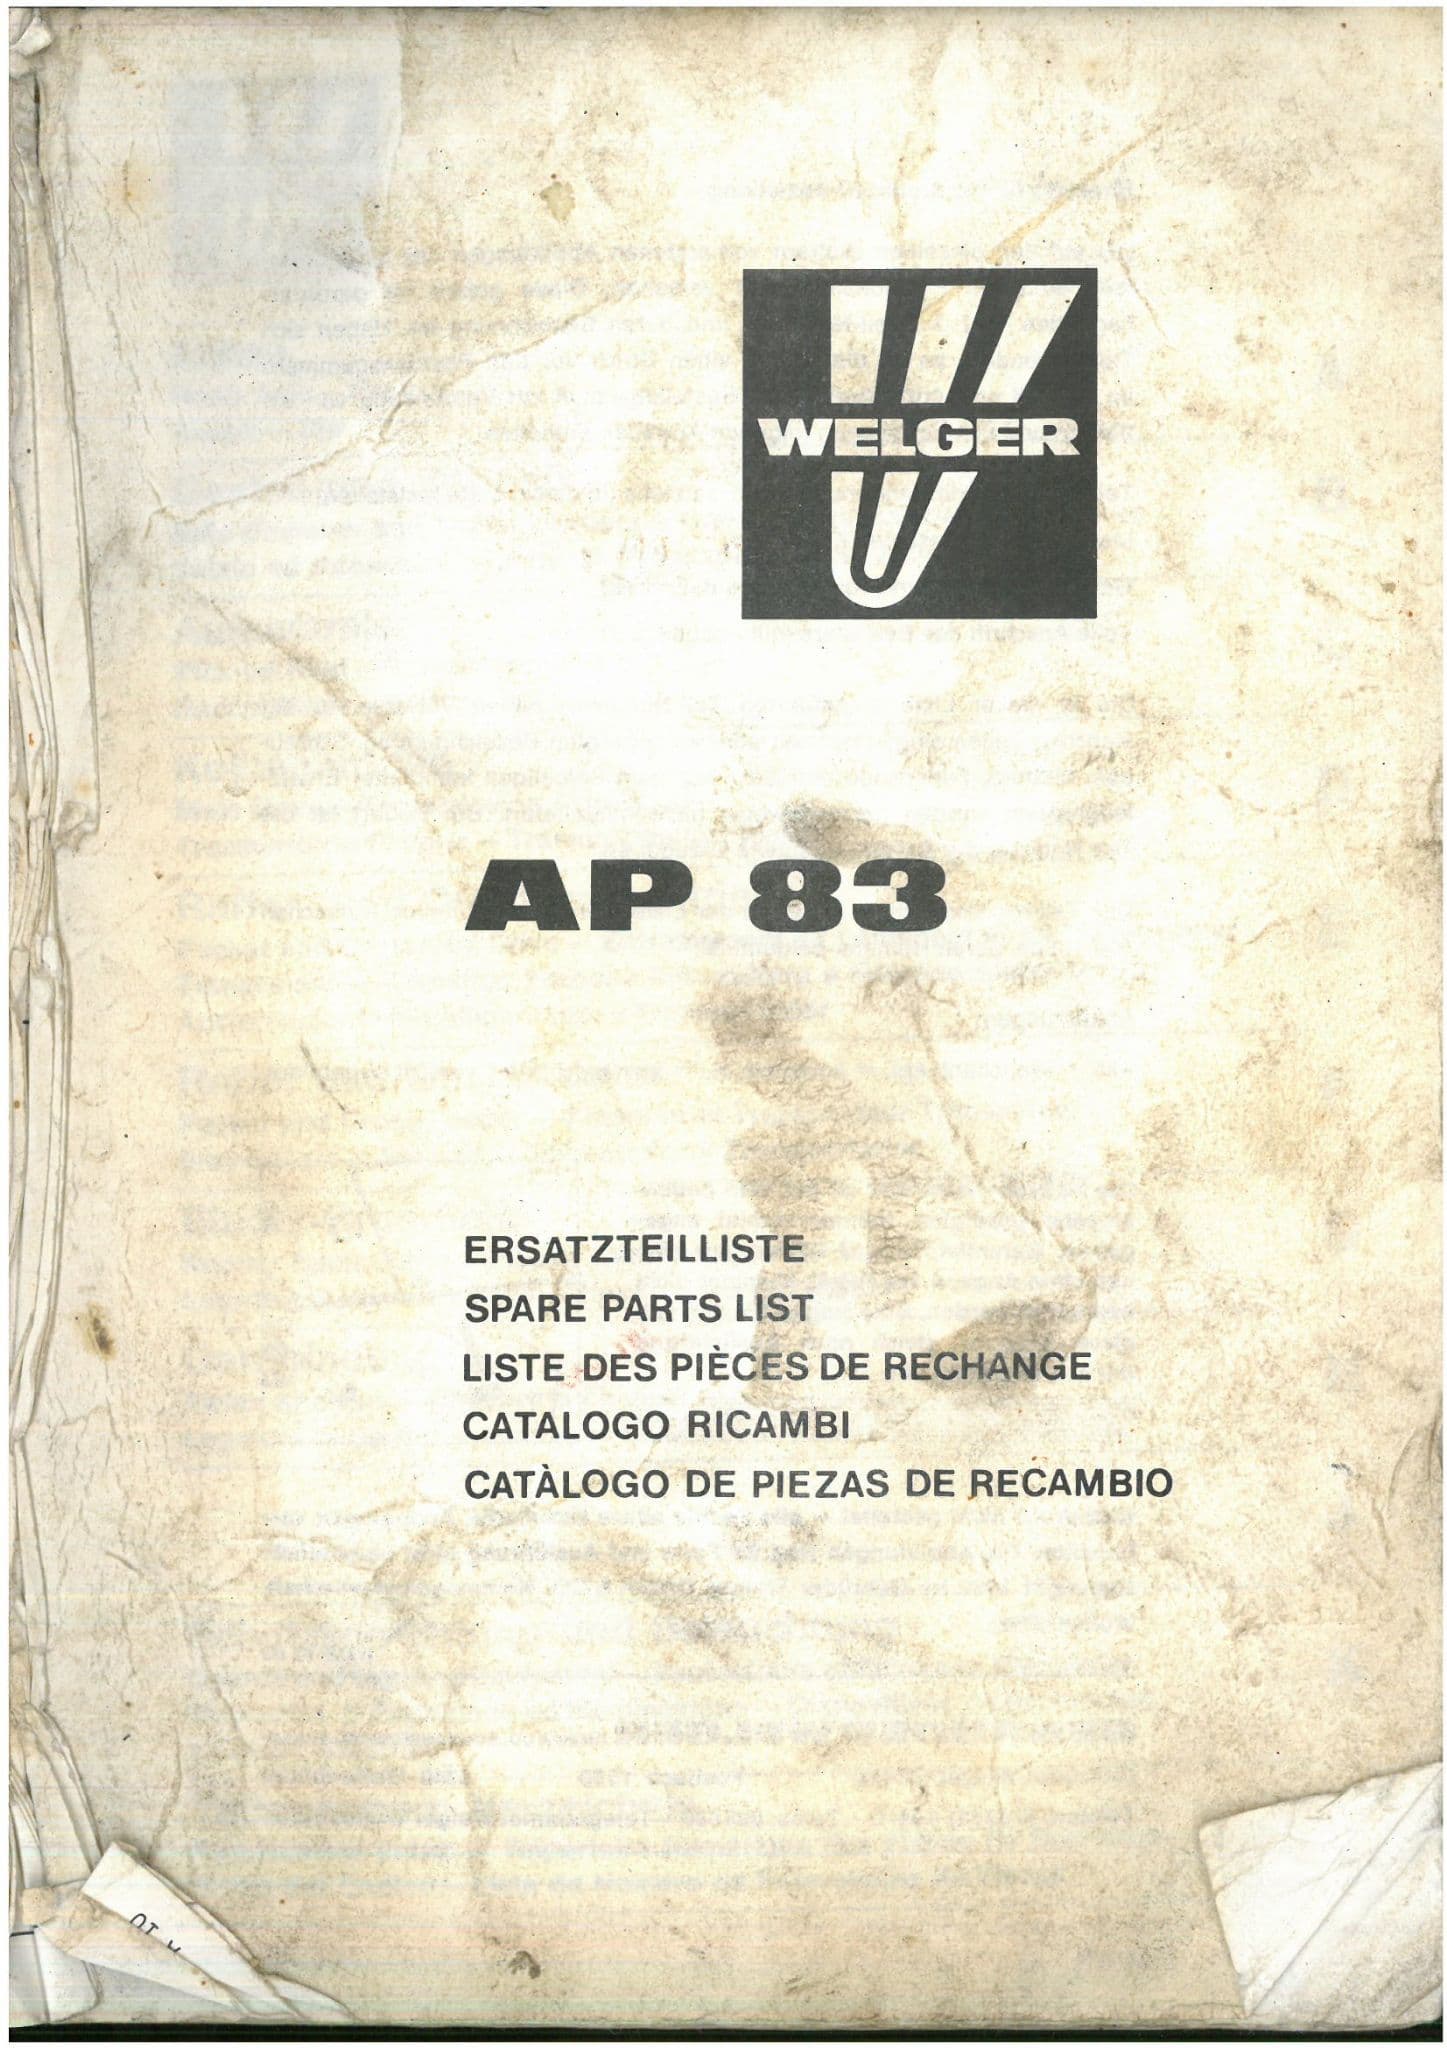 WELGER
AP 83
ERSATZTEILLISTE
SPARE PARTS LIST
LISTE DES PIÈCES DE RECHANGE
CATALOGO RICAMBI
CATÀLOGO DE PIEZAS DE RECAMBIO